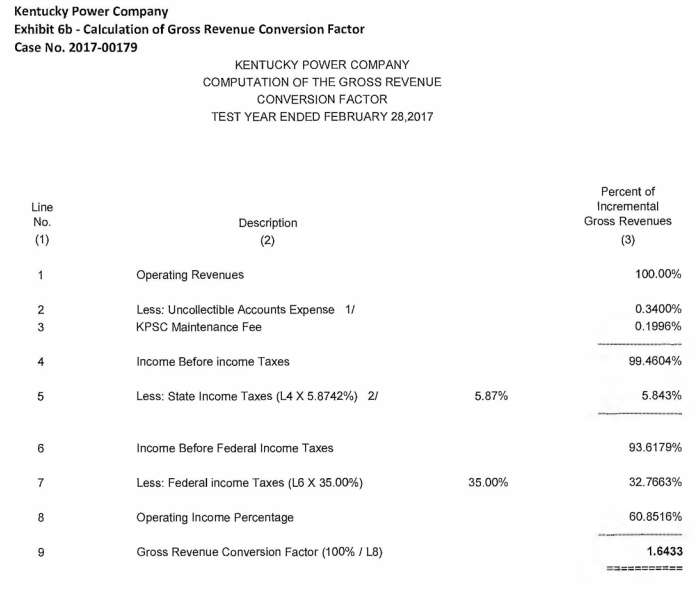 Kentucky Power Company
Exhibit 6b - Calculation of Gross Revenue Conversion Factor
Case No. 2017-00179
KENTUCKY POWER COMPANY
COMPUTATION OF THE GROSS REVENUE
CONVERSION FACTOR
TEST YEAR ENDED FEBRUARY 28,2017
Percent of
Line Incremental
No. Description Gross Revenues
(1) (2) (3)
1 Operating Revenues 100.00%
2 Less: Uncollectible Accounts Expense 1/ 0.3400%
3 KPSC Maintenance Fee 0.1996%
4 Income Before income Taxes 99.4604%
5 Less: State Income Taxes (L4 X 5.8742%) 2/ 5.87% 5.843%
6 Income Before Federal Income Taxes 93.6179%
7 Less: Federal income Taxes (L6 X 35.00%) 35.00% 32.7663%
8 Operating Income Percentage 60.8516%
9 Gross Revenue Conversion Factor (100% / L8) 1.6433